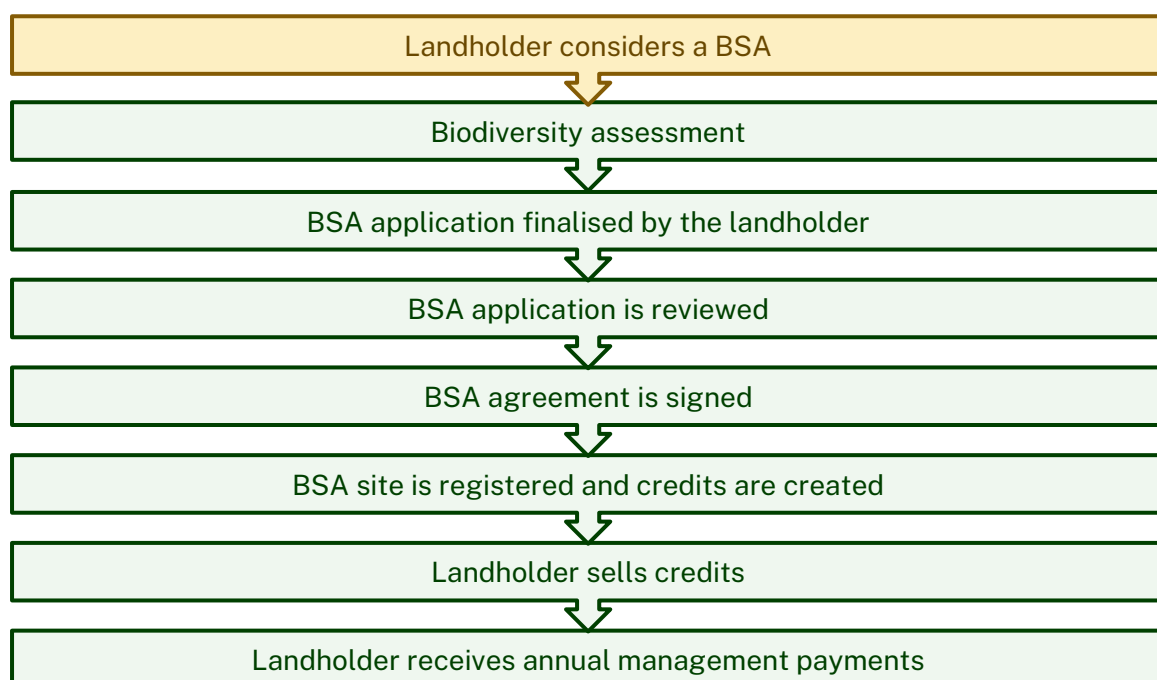 Landholder considers a BSA
Biodiversity assessment
BSA application finalised by the landholder
BSA application is reviewed
BSA agreement is signed
BSA site is registered and credits are created
Landholder sells credits
Landholder receives annual management payments